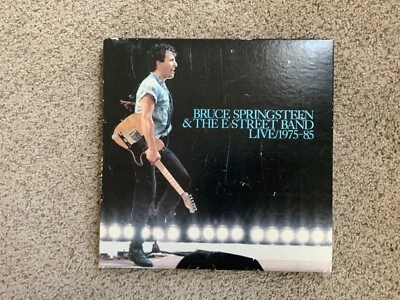 BRUCE SPRINGSTEEN
& THE E STREET BAND
LIVE/1975-85